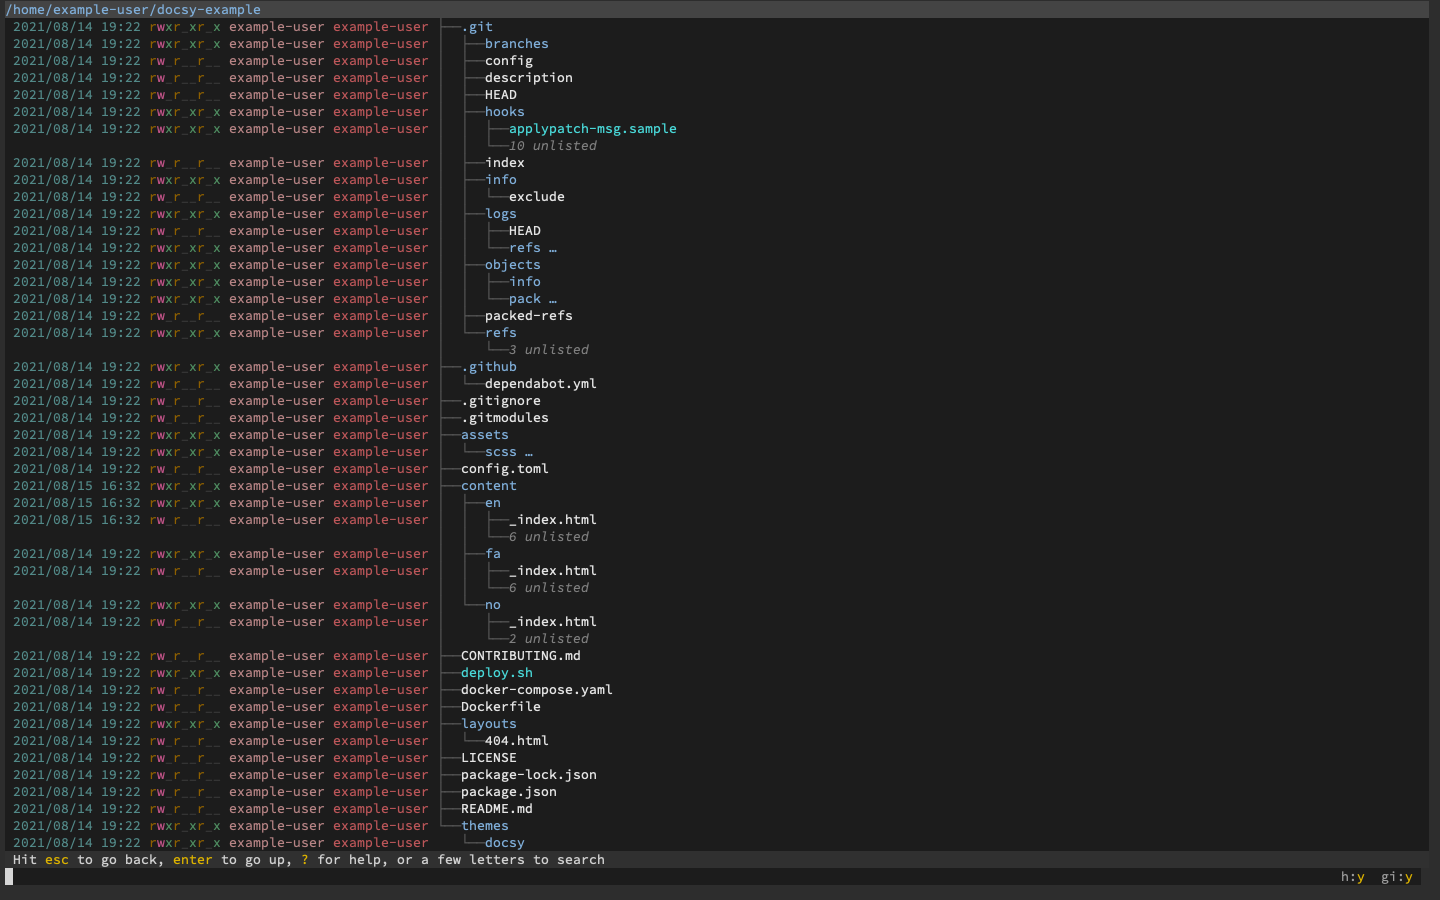 /home/example-user/docsy-example
2021/08/14 19:22 rwxr_xr_x example-user example-user ├──.git
2021/08/14 19:22 rwxr_xr_x example-user example-user │  ├──branches
2021/08/14 19:22 rw_r__r__ example-user example-user │  ├──config
2021/08/14 19:22 rw_r__r__ example-user example-user │  ├──description
2021/08/14 19:22 rw_r__r__ example-user example-user │  ├──HEAD
2021/08/14 19:22 rwxr_xr_x example-user example-user │  ├──hooks
2021/08/14 19:22 rwxr_xr_x example-user example-user │  │  ├──applypatch-msg.sample
│  │  └──10 unlisted
2021/08/14 19:22 rw_r__r__ example-user example-user │  ├──index
2021/08/14 19:22 rwxr_xr_x example-user example-user │  ├──info
2021/08/14 19:22 rw_r__r__ example-user example-user │  │  └──exclude
2021/08/14 19:22 rwxr_xr_x example-user example-user │  ├──logs
2021/08/14 19:22 rw_r__r__ example-user example-user │  │  ├──HEAD
2021/08/14 19:22 rwxr_xr_x example-user example-user │  │  └──refs …
2021/08/14 19:22 rwxr_xr_x example-user example-user │  ├──objects
2021/08/14 19:22 rwxr_xr_x example-user example-user │  │  ├──info
2021/08/14 19:22 rwxr_xr_x example-user example-user │  │  └──pack …
2021/08/14 19:22 rw_r__r__ example-user example-user │  ├──packed-refs
2021/08/14 19:22 rwxr_xr_x example-user example-user │  └──refs
│     └──3 unlisted
2021/08/14 19:22 rwxr_xr_x example-user example-user ├──.github
2021/08/14 19:22 rw_r__r__ example-user example-user │  └──dependabot.yml
2021/08/14 19:22 rw_r__r__ example-user example-user ├──.gitignore
2021/08/14 19:22 rw_r__r__ example-user example-user ├──.gitmodules
2021/08/14 19:22 rwxr_xr_x example-user example-user ├──assets
2021/08/14 19:22 rwxr_xr_x example-user example-user │  └──scss …
2021/08/14 19:22 rw_r__r__ example-user example-user ├──config.toml
2021/08/15 16:32 rwxr_xr_x example-user example-user ├──content
2021/08/15 16:32 rwxr_xr_x example-user example-user │  ├──en
2021/08/15 16:32 rw_r__r__ example-user example-user │  │  ├──_index.html
│  │  └──6 unlisted
2021/08/14 19:22 rwxr_xr_x example-user example-user │  ├──fa
2021/08/14 19:22 rw_r__r__ example-user example-user │  │  ├──_index.html
│  │  └──6 unlisted
2021/08/14 19:22 rwxr_xr_x example-user example-user │  └──no
2021/08/14 19:22 rw_r__r__ example-user example-user │     ├──_index.html
│     └──2 unlisted
2021/08/14 19:22 rw_r__r__ example-user example-user ├──CONTRIBUTING.md
2021/08/14 19:22 rwxr_xr_x example-user example-user ├──deploy.sh
2021/08/14 19:22 rw_r__r__ example-user example-user ├──docker-compose.yaml
2021/08/14 19:22 rw_r__r__ example-user example-user ├──Dockerfile
2021/08/14 19:22 rwxr_xr_x example-user example-user ├──layouts
2021/08/14 19:22 rw_r__r__ example-user example-user │  └──404.html
2021/08/14 19:22 rw_r__r__ example-user example-user ├──LICENSE
2021/08/14 19:22 rw_r__r__ example-user example-user ├──package-lock.json
2021/08/14 19:22 rw_r__r__ example-user example-user ├──package.json
2021/08/14 19:22 rw_r__r__ example-user example-user ├──README.md
2021/08/14 19:22 rwxr_xr_x example-user example-user └──themes
2021/08/14 19:22 rwxr_xr_x example-user example-user    └──docsy
Hit esc to go back, enter to go up, ? for help, or a few letters to search
h:y  gi:y